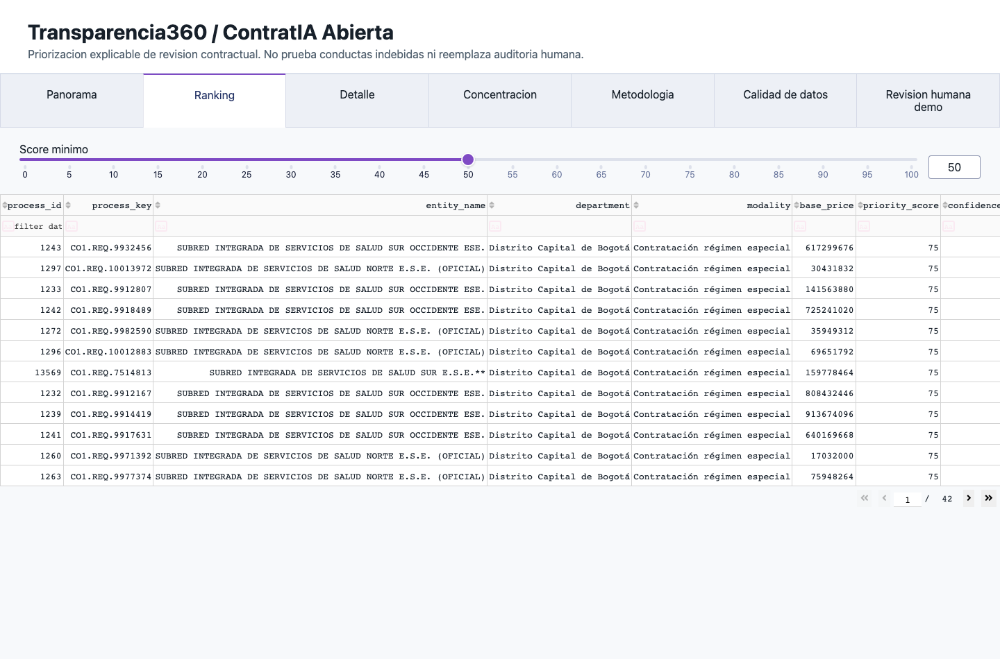 Transparencia360 / ContratIA Abierta
Priorizacion explicable de revision contractual. No prueba conductas indebidas ni reemplaza auditoria humana.
Panorama Ranking Detalle Concentracion Metodologia Calidad de datos Revision humana demo
Score minimo
0 5 10 15 20 25 30 35 40 45 50 55 60 65 70 75 80 85 90 95 100 50
process_id process_key entity_name department modality base_price priority_score confidence
filter dat
1243 CO1.REQ.9932456 SUBRED INTEGRADA DE SERVICIOS DE SALUD SUR OCCIDENTE ESE. Distrito Capital de Bogotá Contratación régimen especial 617299676 75
1297 CO1.REQ.10013972 SUBRED INTEGRADA DE SERVICIOS DE SALUD NORTE E.S.E. (OFICIAL) Distrito Capital de Bogotá Contratación régimen especial 30431832 75
1233 CO1.REQ.9912807 SUBRED INTEGRADA DE SERVICIOS DE SALUD SUR OCCIDENTE ESE. Distrito Capital de Bogotá Contratación régimen especial 141563880 75
1242 CO1.REQ.9918489 SUBRED INTEGRADA DE SERVICIOS DE SALUD SUR OCCIDENTE ESE. Distrito Capital de Bogotá Contratación régimen especial 725241020 75
1272 CO1.REQ.9982590 SUBRED INTEGRADA DE SERVICIOS DE SALUD NORTE E.S.E. (OFICIAL) Distrito Capital de Bogotá Contratación régimen especial 35949312 75
1296 CO1.REQ.10012883 SUBRED INTEGRADA DE SERVICIOS DE SALUD NORTE E.S.E. (OFICIAL) Distrito Capital de Bogotá Contratación régimen especial 69651792 75
13569 CO1.REQ.7514813 SUBRED INTEGRADA DE SERVICIOS DE SALUD SUR E.S.E.** Distrito Capital de Bogotá Contratación régimen especial 159778464 75
1232 CO1.REQ.9912167 SUBRED INTEGRADA DE SERVICIOS DE SALUD SUR OCCIDENTE ESE. Distrito Capital de Bogotá Contratación régimen especial 808432446 75
1239 CO1.REQ.9914419 SUBRED INTEGRADA DE SERVICIOS DE SALUD SUR OCCIDENTE ESE. Distrito Capital de Bogotá Contratación régimen especial 913674096 75
1241 CO1.REQ.9917631 SUBRED INTEGRADA DE SERVICIOS DE SALUD SUR OCCIDENTE ESE. Distrito Capital de Bogotá Contratación régimen especial 640169668 75
1260 CO1.REQ.9971392 SUBRED INTEGRADA DE SERVICIOS DE SALUD NORTE E.S.E. (OFICIAL) Distrito Capital de Bogotá Contratación régimen especial 17032000 75
1263 CO1.REQ.9977374 SUBRED INTEGRADA DE SERVICIOS DE SALUD NORTE E.S.E. (OFICIAL) Distrito Capital de Bogotá Contratación régimen especial 75948264 75
1 / 42